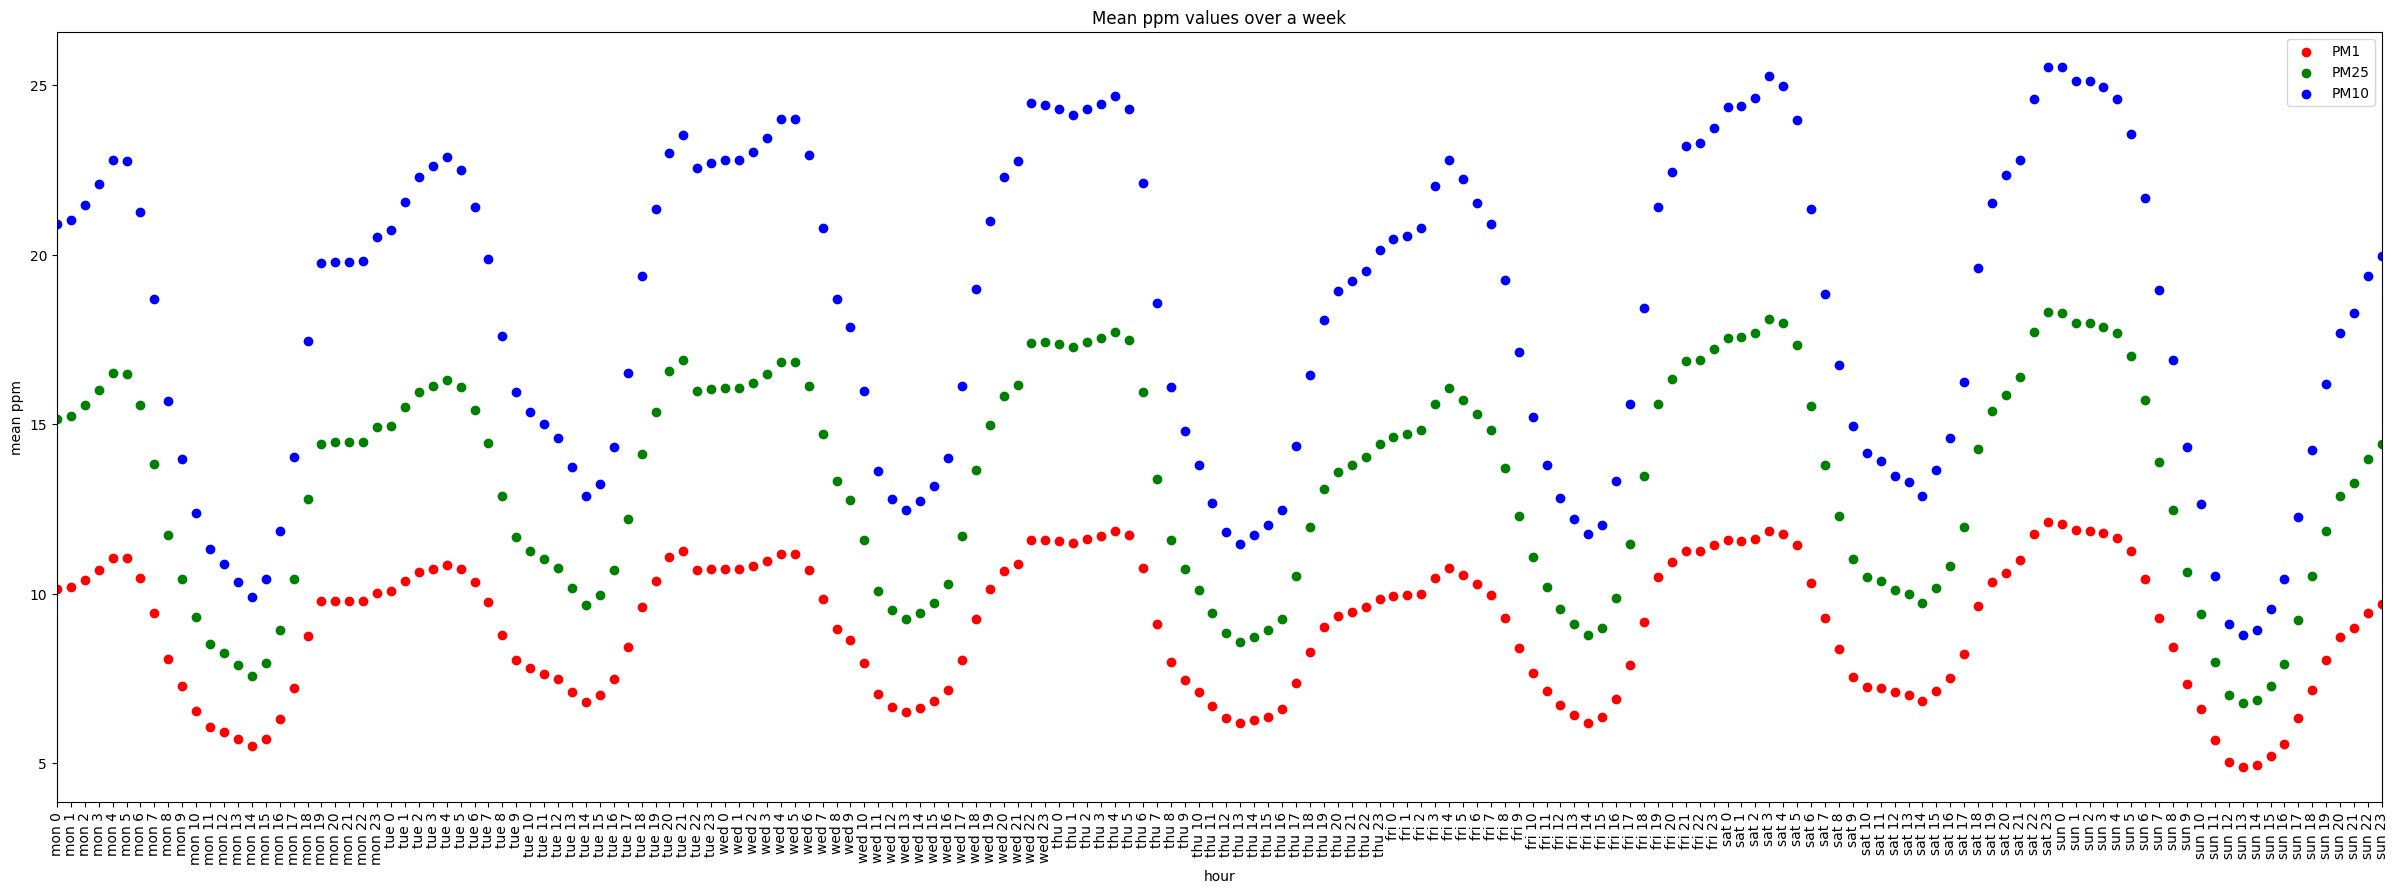 Mean ppm values over a week
PM1
PM25
PM10
25
20
15
10
5
mean ppm
mon 0
mon 1
mon 2
mon 3
mon 4
mon 5
mon 6
mon 7
mon 8
mon 9
mon 10
mon 11
mon 12
mon 13
mon 14
mon 15
mon 16
mon 17
mon 18
mon 19
mon 20
mon 21
mon 22
mon 23
tue 0
tue 1
tue 2
tue 3
tue 4
tue 5
tue 6
tue 7
tue 8
tue 9
tue 10
tue 11
tue 12
tue 13
tue 14
tue 15
tue 16
tue 17
tue 18
tue 19
tue 20
tue 21
tue 22
tue 23
wed 0
wed 1
wed 2
wed 3
wed 4
wed 5
wed 6
wed 7
wed 8
wed 9
wed 10
wed 11
wed 12
wed 13
wed 14
wed 15
wed 16
wed 17
wed 18
wed 19
wed 20
wed 21
wed 22
wed 23
thu 0
thu 1
thu 2
thu 3
thu 4
thu 5
thu 6
thu 7
thu 8
thu 9
thu 10
thu 11
thu 12
thu 13
thu 14
thu 15
thu 16
thu 17
thu 18
thu 19
thu 20
thu 21
thu 22
thu 23
fri 0
fri 1
fri 2
fri 3
fri 4
fri 5
fri 6
fri 7
fri 8
fri 9
fri 10
fri 11
fri 12
fri 13
fri 14
fri 15
fri 16
fri 17
fri 18
fri 19
fri 20
fri 21
fri 22
fri 23
sat 0
sat 1
sat 2
sat 3
sat 4
sat 5
sat 6
sat 7
sat 8
sat 9
sat 10
sat 11
sat 12
sat 13
sat 14
sat 15
sat 16
sat 17
sat 18
sat 19
sat 20
sat 21
sat 22
sat 23
sun 0
sun 1
sun 2
sun 3
sun 4
sun 5
sun 6
sun 7
sun 8
sun 9
sun 10
sun 11
sun 12
sun 13
sun 14
sun 15
sun 16
sun 17
sun 18
sun 19
sun 20
sun 21
sun 22
sun 23
hour